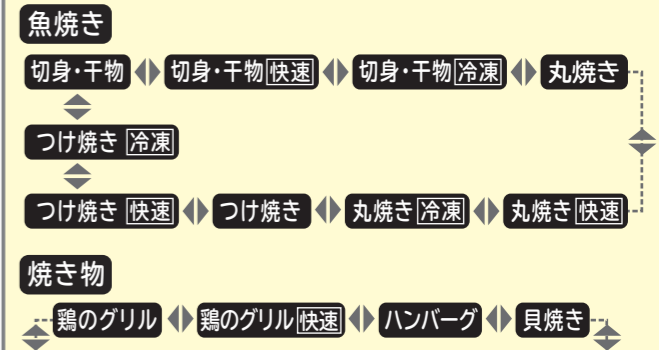 魚焼き
切身・干物 切身・干物快速 切身・干物冷凍 丸焼き
つけ焼き冷凍
つけ焼き快速 つけ焼き 丸焼き冷凍 丸焼き快速
焼き物
鶏のグリル 鶏のグリル快速 ハンバーグ 貝焼き